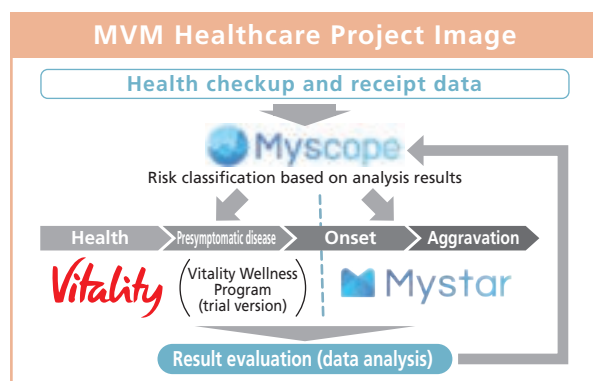 MVM Healthcare Project Image
Health checkup and receipt data
Myscope
Risk classification based on analysis results
Health
Presymptomatic disease
Onset
Aggravation
Vitality
(Vitality Wellness
Program
(trial version))
Mystar
Result evaluation (data analysis)